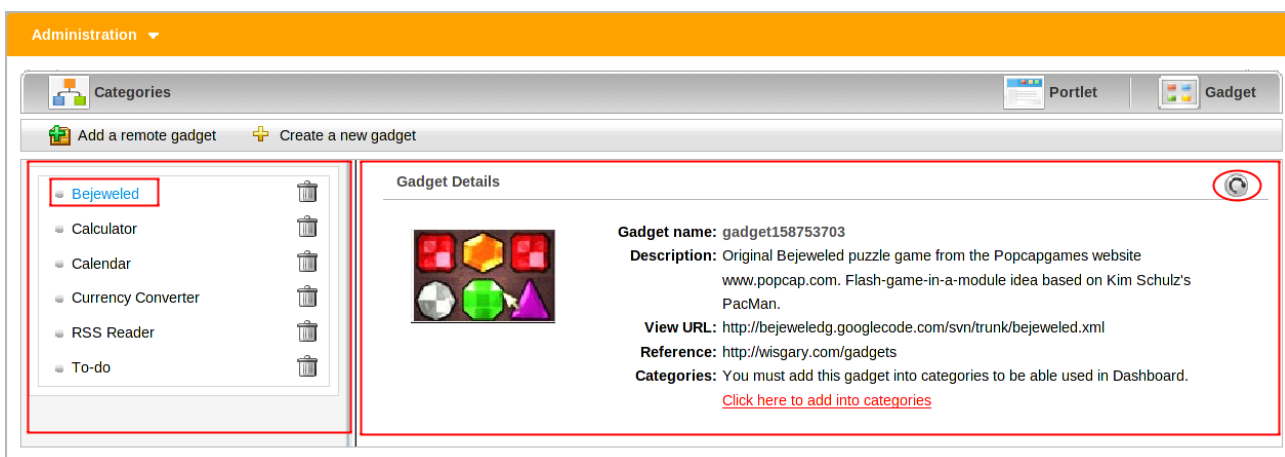 Administration
Categories Portlet Gadget
Add a remote gadget Create a new gadget
Bejeweled
Calculator
Calendar
Currency Converter
RSS Reader
To-do
Gadget Details
Gadget name: gadget158753703
Description: Original Bejeweled puzzle game from the Popcapgames website
www.popcap.com. Flash-game-in-a-module idea based on Kim Schulz's
PacMan.
View URL: http://bejeweledg.googlecode.com/svn/trunk/bejeweled.xml
Reference: http://wisgary.com/gadgets
Categories: You must add this gadget into categories to be able used in Dashboard.
Click here to add into categories